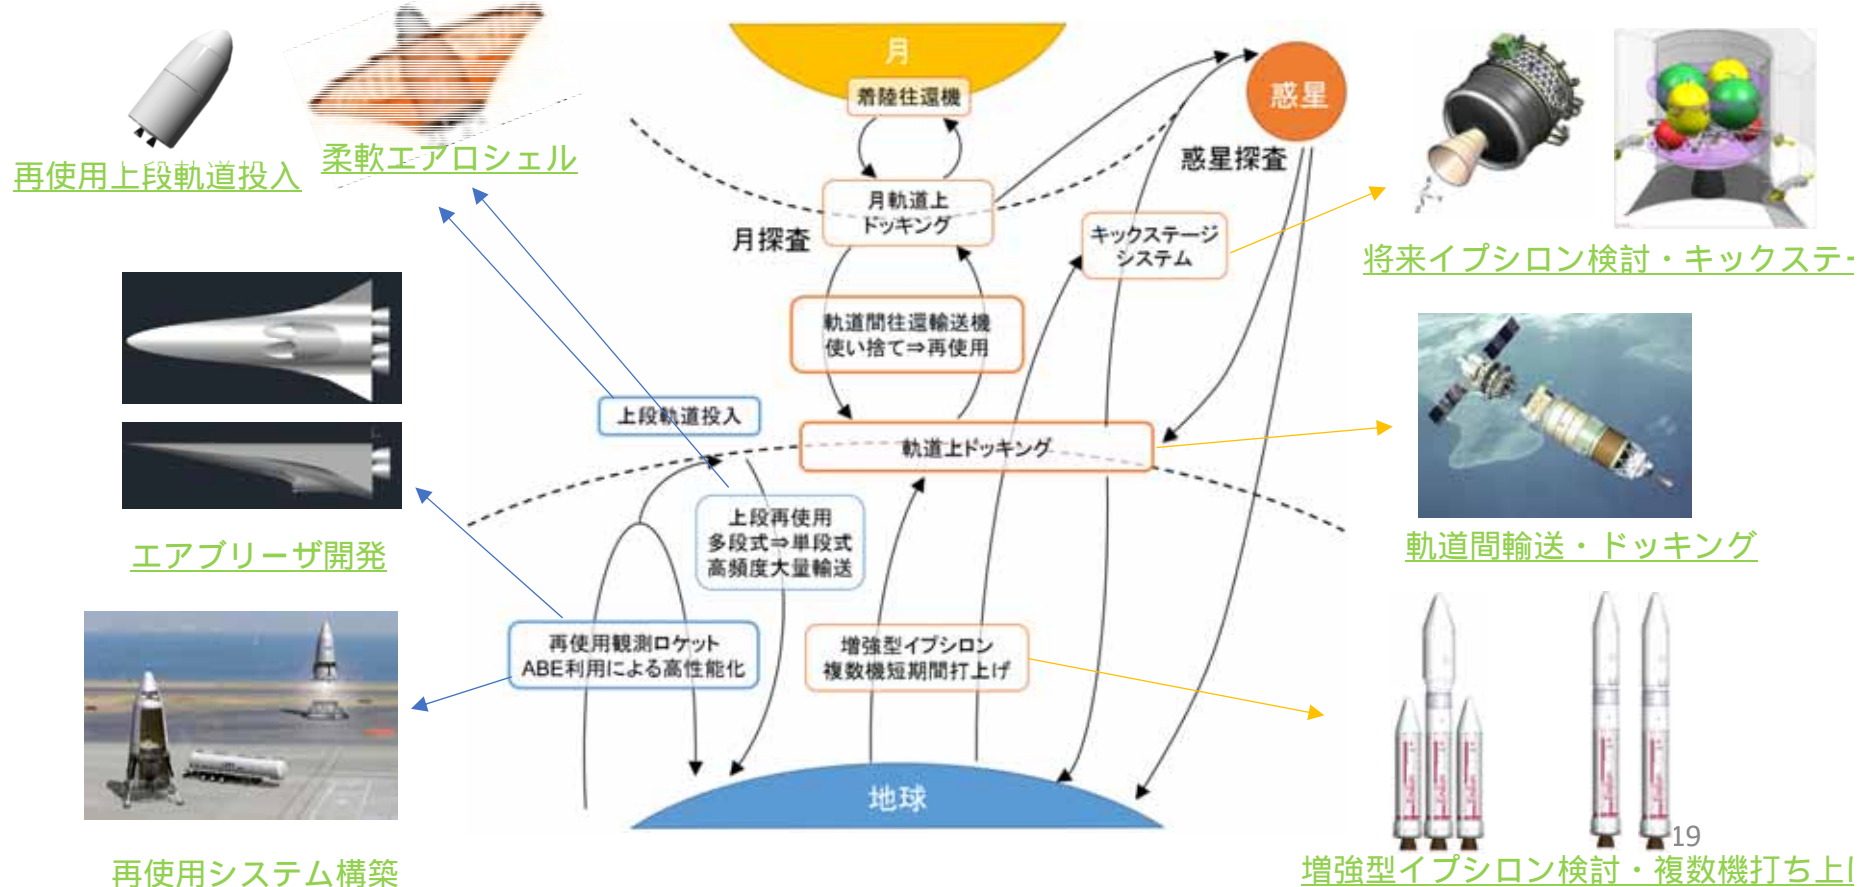 月
着陸往還機
惑星
再使用上段軌道投入
柔軟エアロシェル
惑星探査
月軌道上
ドッキング
月探査
キックステージ
システム
将来イプシロン検討・キックステー
軌道間往還輸送機
使い捨て⇒再使用
上段軌道投入
軌道上ドッキング
上段再使用
多段式⇒単段式
高頻度大量輸送
エアブリーザ開発
軌道間輸送・ドッキング
再使用観測ロケット
ABE利用による高性能化
増強型イプシロン
複数機短期間打上げ
地球
19
再使用システム構築
増強型イプシロン検討・複数機打ち上げ